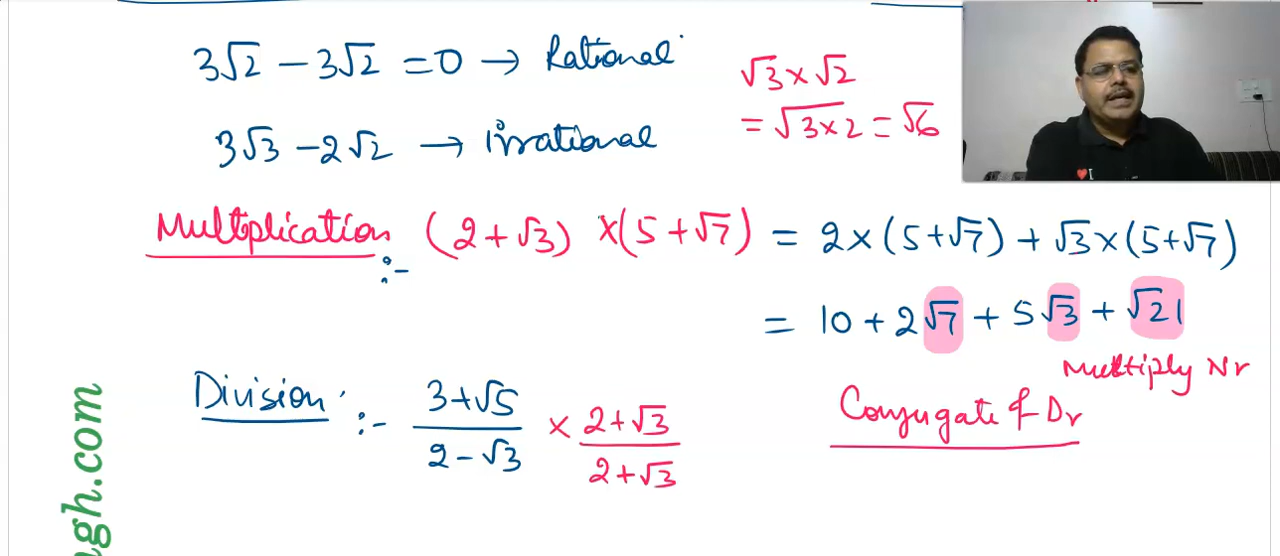 3√2 − 3√2 = 0 → Rational
√3 × √2
= √3×2 = √6
3√3 − 2√2 → Irrational
Multiplication :- (2+√3) ×(5+√7) = 2×(5+√7) + √3×(5+√7)
= 10 + 2√7 + 5√3 + √21
Multiply Nr
Conjugate of Dr
Division :- 3+√5 / 2−√3 × 2+√3 / 2+√3
ngh.com
I